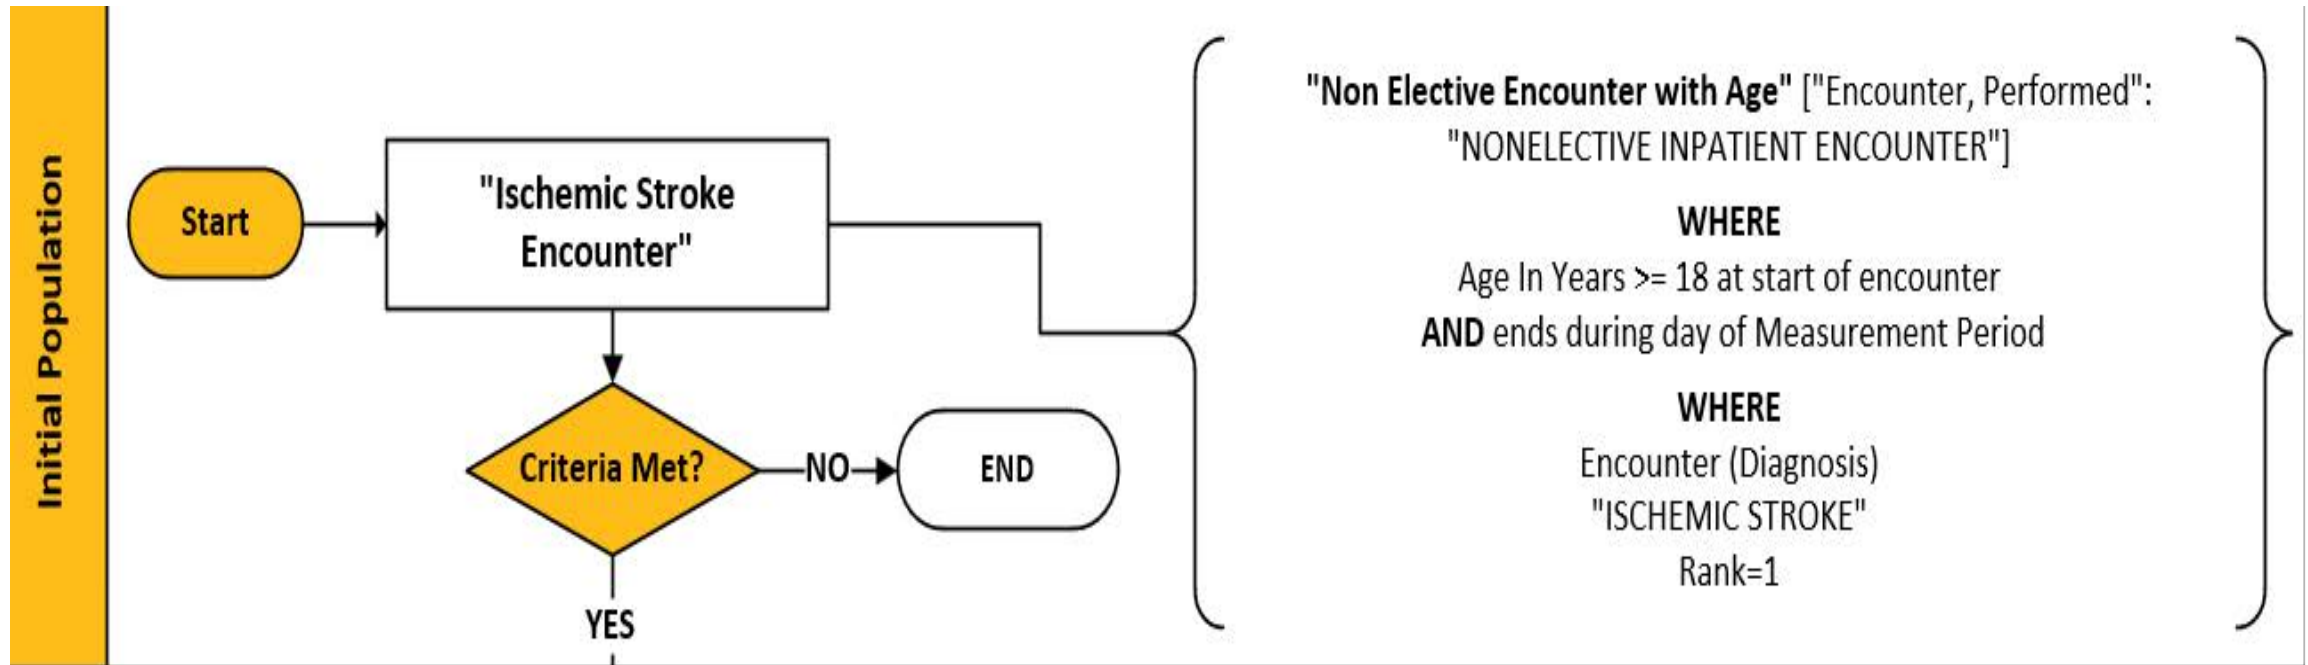 Initial Population
Start
"Ischemic Stroke
Encounter"
Criteria Met?
NO
END
YES
"Non Elective Encounter with Age" ["Encounter, Performed":
"NONELECTIVE INPATIENT ENCOUNTER"]
WHERE
Age In Years >= 18 at start of encounter
AND ends during day of Measurement Period
WHERE
Encounter (Diagnosis)
"ISCHEMIC STROKE"
Rank=1